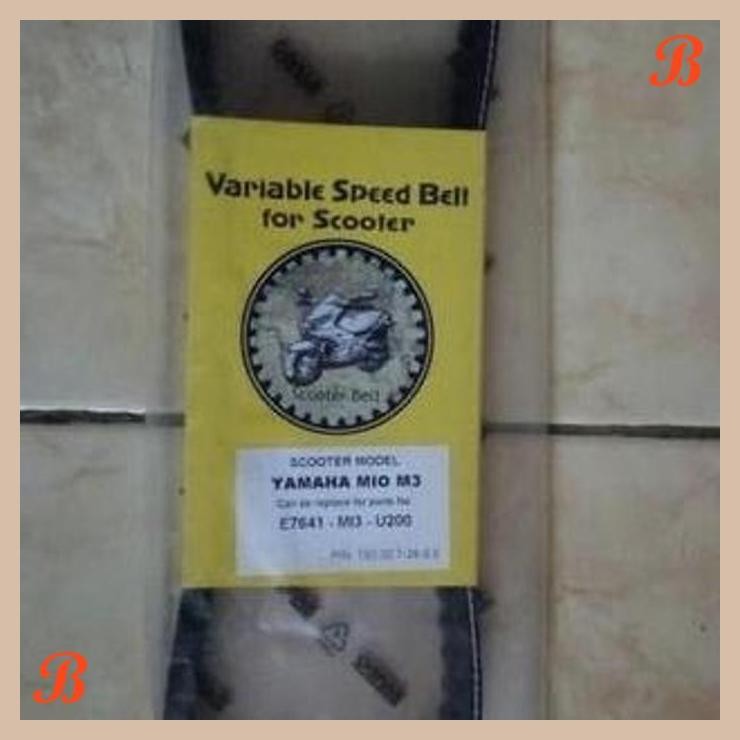 B
Variable Speed Belt
for Scooter
Scooter Belt
SCOOTER MODEL
YAMAHA MIO M3
Can be replace for parts No
E7641 - MI3 - U200
P/N
B